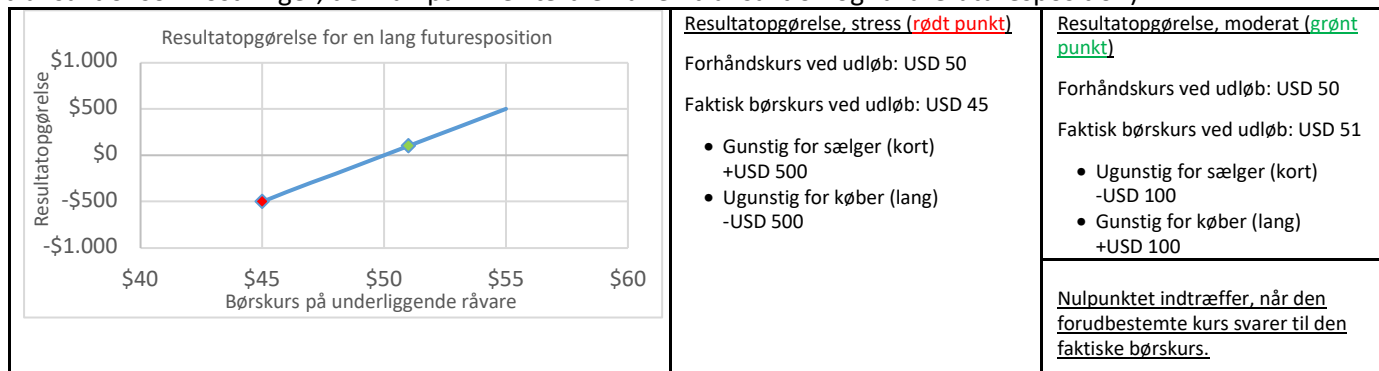 Resultatopgørelse for en lang futuresposition
Resultatopgørelse
$1.000
$500
$0
-$500
-$1.000
$40 $45 $50 $55 $60
Børskurs på underliggende råvare
Resultatopgørelse, stress (rødt punkt)
Forhåndskurs ved udløb: USD 50
Faktisk børskurs ved udløb: USD 45
• Gunstig for sælger (kort)
+USD 500
• Ugunstig for køber (lang)
-USD 500
Resultatopgørelse, moderat (grønt
punkt)
Forhåndskurs ved udløb: USD 50
Faktisk børskurs ved udløb: USD 51
• Ugunstig for sælger (kort)
-USD 100
• Gunstig for køber (lang)
+USD 100
Nulpunktet indtræffer, når den
forudbestemte kurs svarer til den
faktiske børskurs.